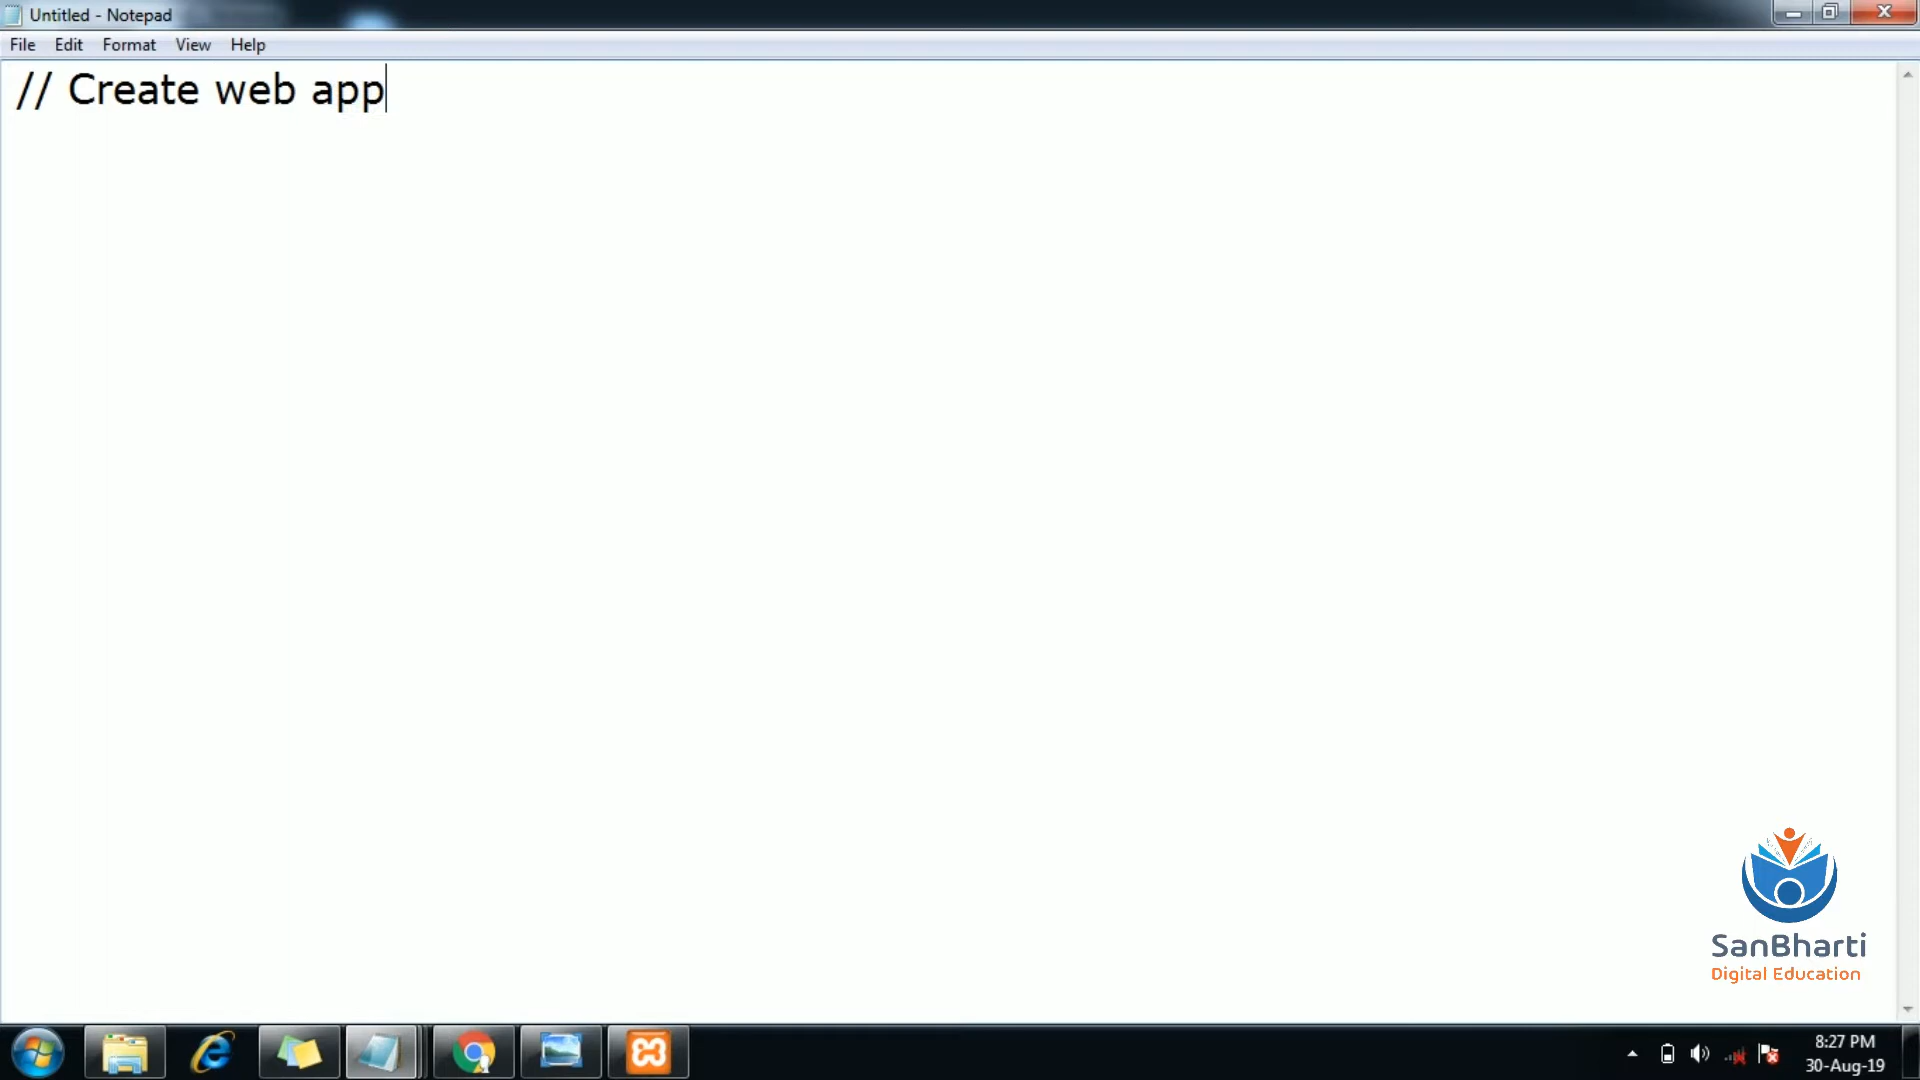 Untitled - Notepad
File Edit Format View Help
// Create web app
SanBharti
Digital Education
8:27 PM
30-Aug-19